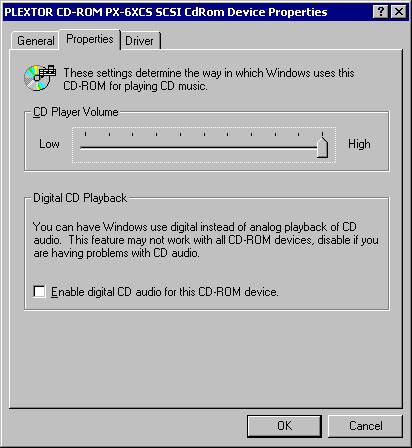 PLEXTOR CD-ROM PX-6XCS SCSI CdRom Device Properties
General Properties Driver
These settings determine the way in which Windows uses this
CD-ROM for playing CD music.
CD Player Volume
Low High
Digital CD Playback
You can have Windows use digital instead of analog playback of CD
audio. This feature may not work with all CD-ROM devices, disable if you
are having problems with CD audio.
Enable digital CD audio for this CD-ROM device.
OK Cancel